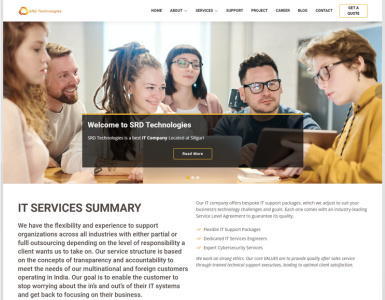 SRD Technologies
HOME ABOUT SERVICES SUPPORT PROJECT CAREER BLOG CONTACT GET A QUOTE
Welcome to SRD Technologies
SRD Technologies is a best IT Company Located at Siliguri
Read More
IT SERVICES SUMMARY
We have the flexibility and experience to support
organizations across all industries with either partial or
full outsourcing depending on the level of responsibility a
client wants us to take on. Our service structure is based
on the concepts of transparency and accountability to
meet the needs of our multinational and foreign customers
operating in India. Our goal is to enable the customer to
stop worrying about the in's and out's of their IT systems
and get back to focusing on their business.
Our IT company offers bespoke IT support packages, which we adjust to suit your
business's technology challenges and goals. Each one comes with an industry-leading
Service Level Agreement to guarantee its quality.
Flexible IT Support Packages
Dedicated IT Services Engineers
Expert Cybersecurity Services
We work on strong ethics. Our core VALUES are to provide quality after sales service
through trained technical support executives, leading to optimal client satisfaction.